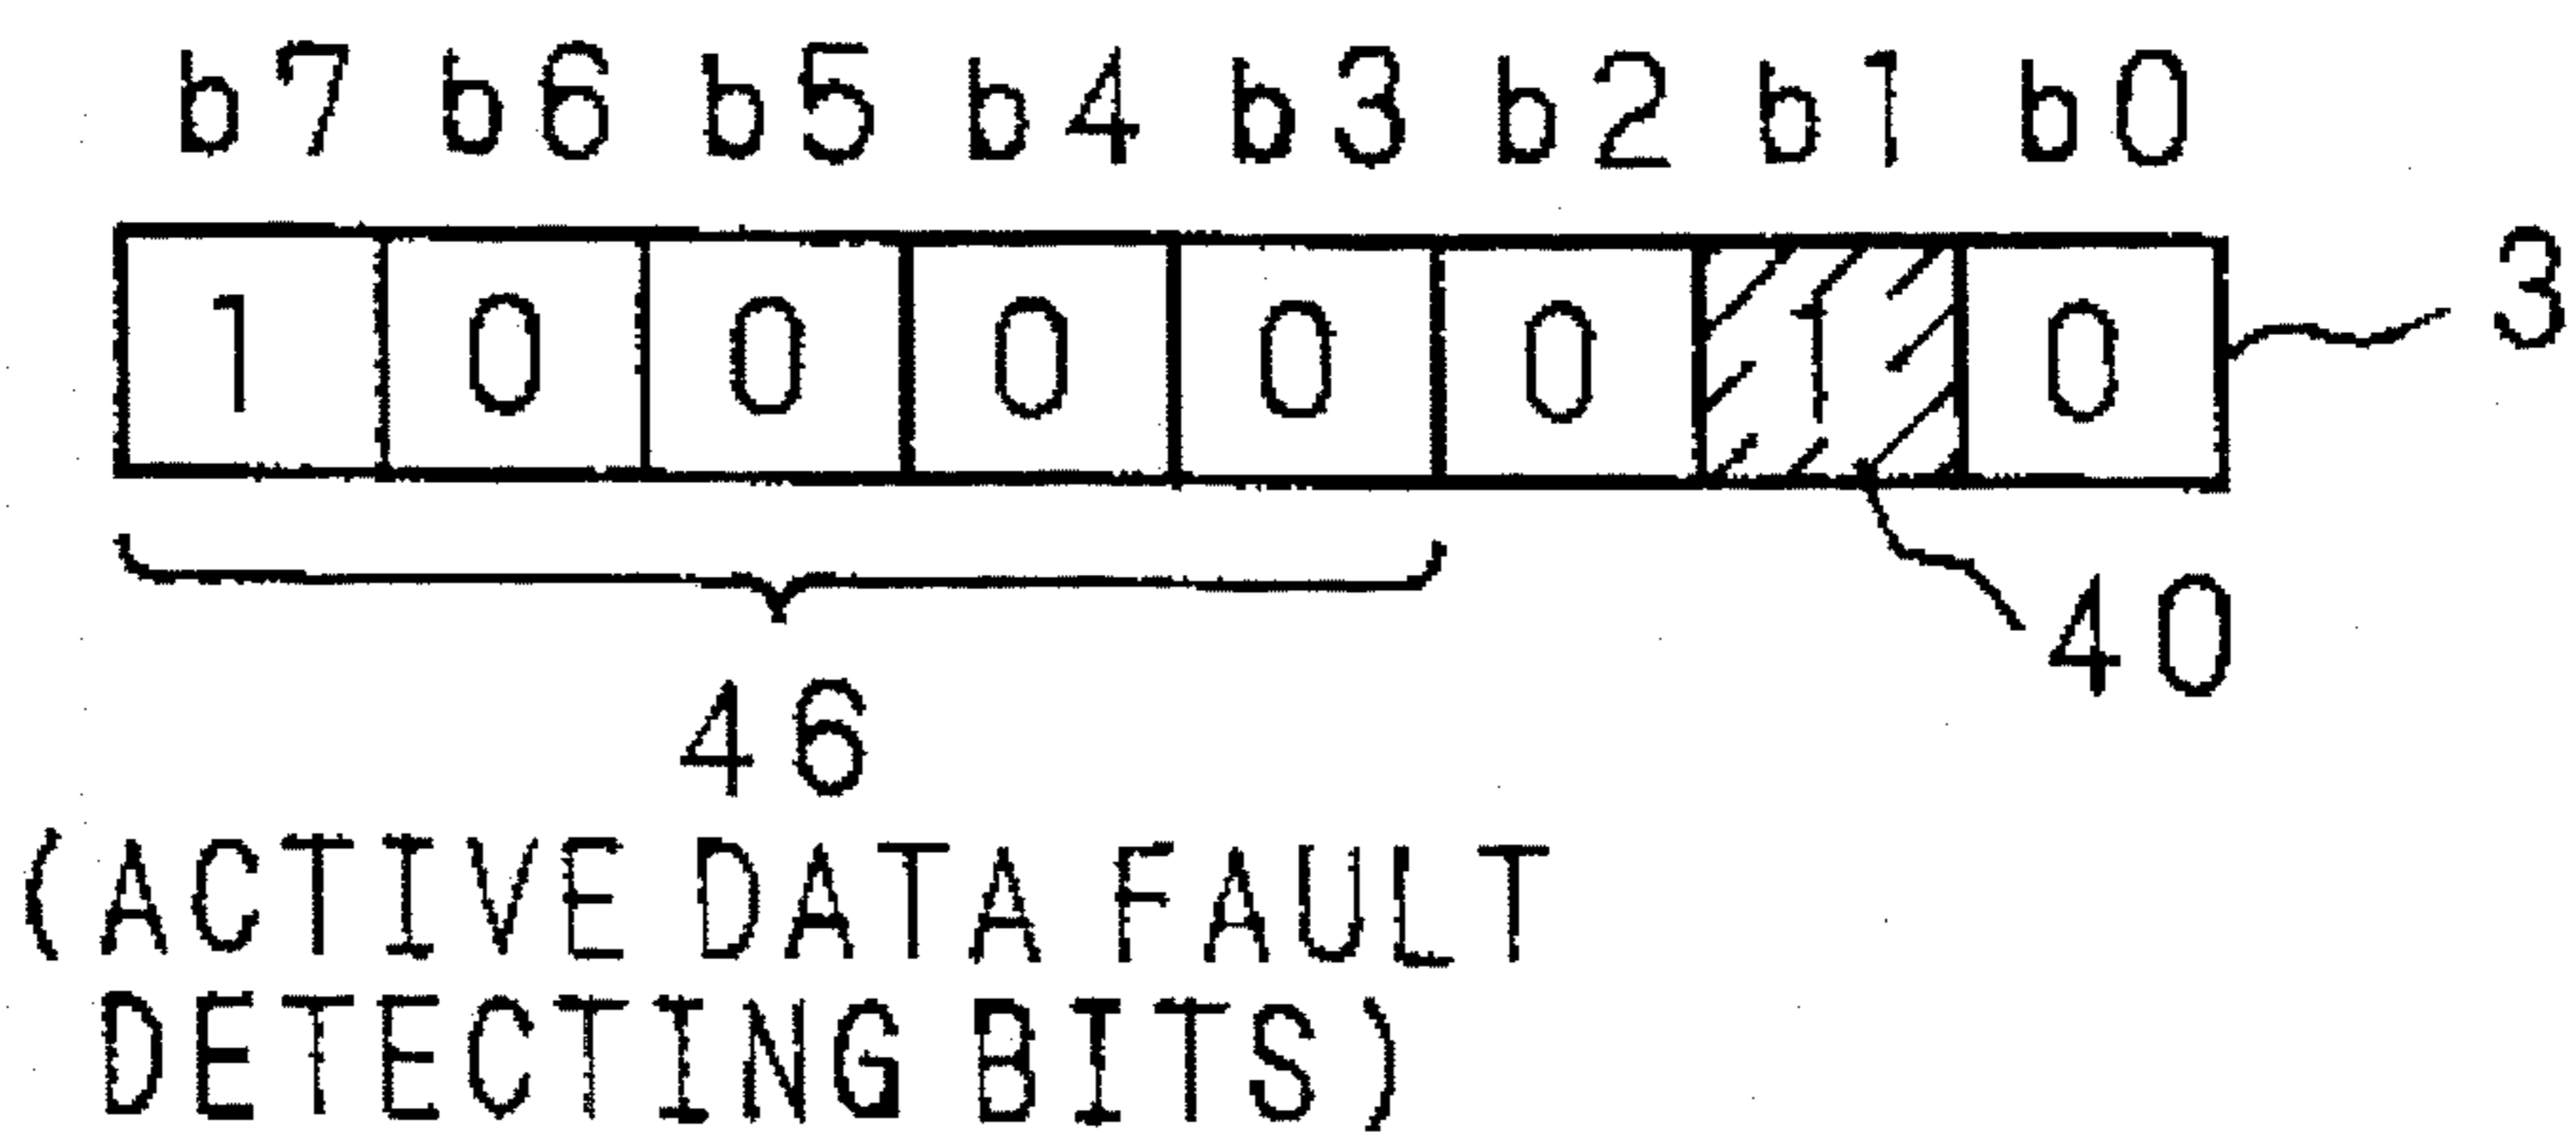 b7 b6 b5 b4 b3 b2 b1 b0
1 0 0 0 0 0 1 0 3
40
46
(ACTIVE DATA FAULT
DETECTING BITS)